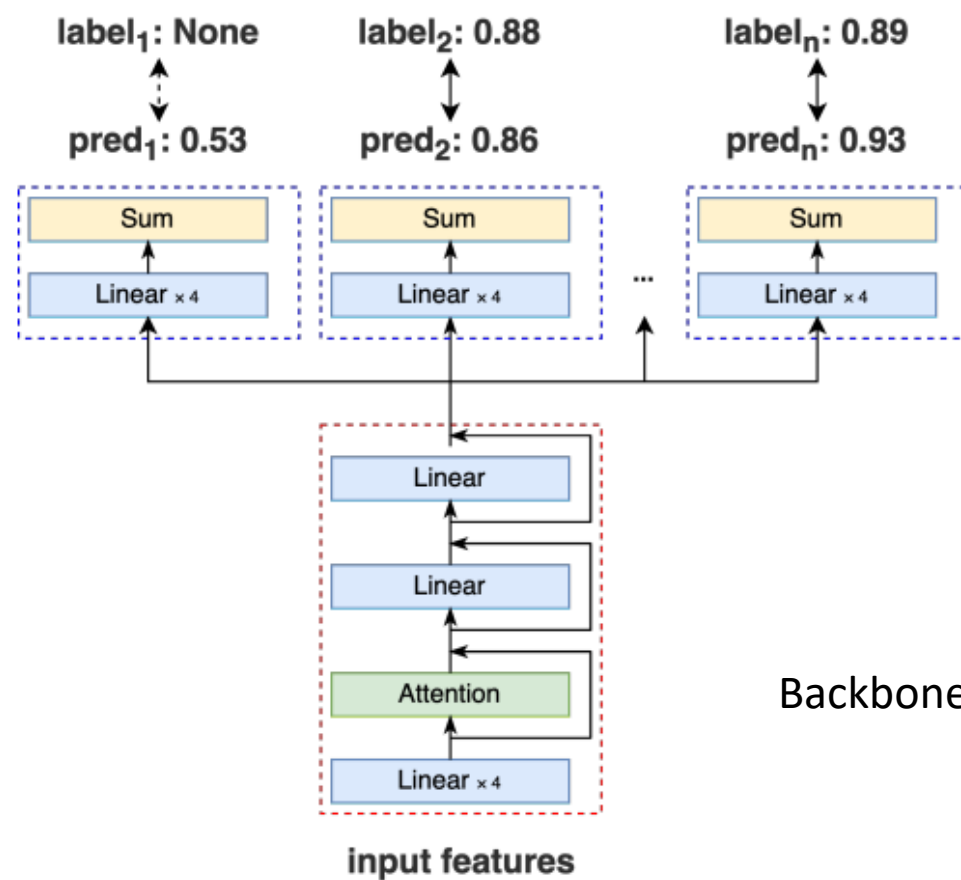 label₁: None label₂: 0.88 labelₙ: 0.89
pred₁: 0.53 pred₂: 0.86 predₙ: 0.93
Sum Sum Sum
Linear × 4 Linear × 4 ... Linear × 4
Linear
Linear
Attention
Backbone
Linear × 4
input features